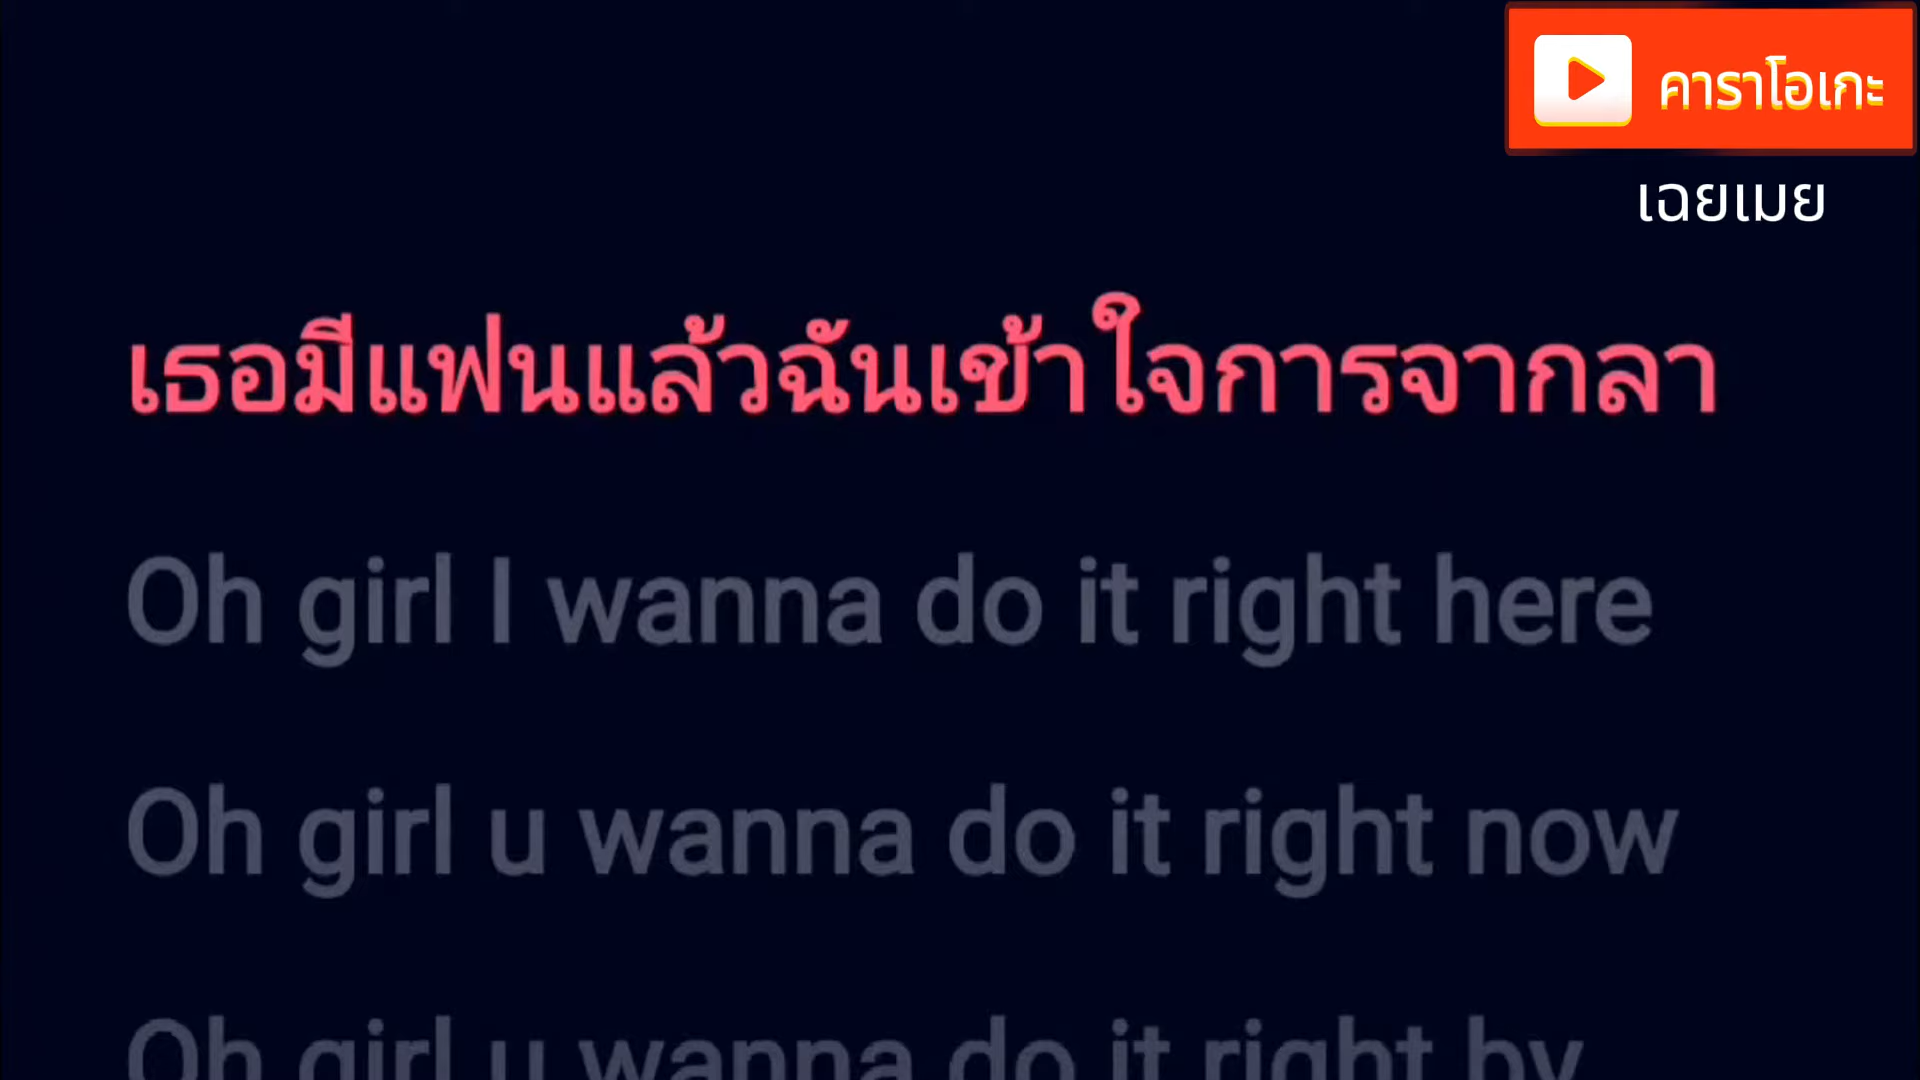 คาราโอเกะ
เฉยเมย
เธอมีแฟนแล้วฉันเข้าใจการจากลา
Oh girl I wanna do it right here
Oh girl u wanna do it right now
Oh girl u wanna do it right by